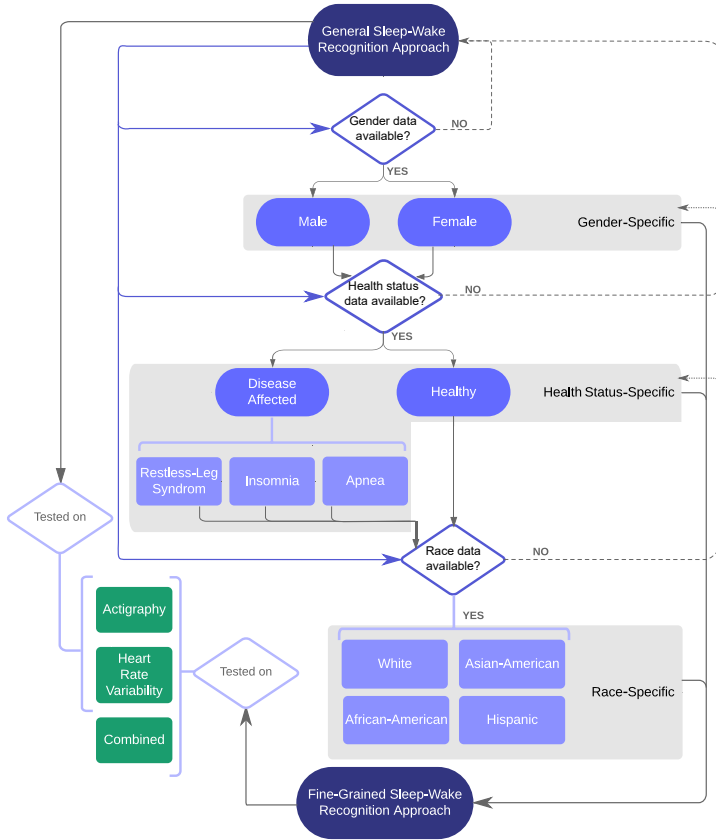 General Sleep-Wake
Recognition Approach
Gender data
available?
NO
YES
Male
Female
Gender-Specific
Health status
data available?
NO
YES
Disease
Affected
Healthy
Health Status-Specific
Restless-Leg
Syndrom
Insomnia
Apnea
Tested on
Race data
available?
NO
YES
Actigraphy
Heart
Rate
Variability
Combined
Tested on
White
Asian-American
African-American
Hispanic
Race-Specific
Fine-Grained Sleep-Wake
Recognition Approach